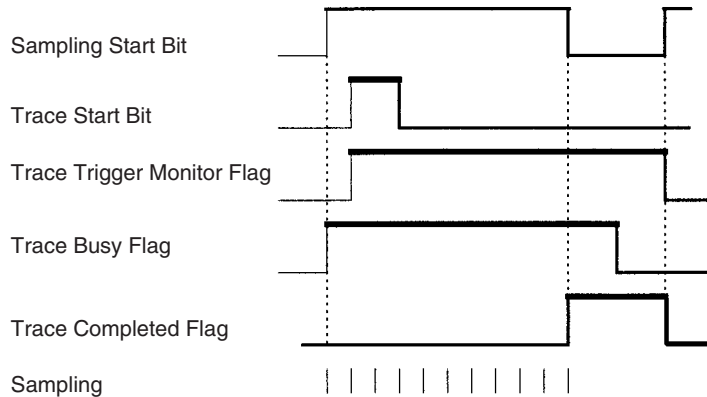 Sampling Start Bit
Trace Start Bit
Trace Trigger Monitor Flag
Trace Busy Flag
Trace Completed Flag
Sampling